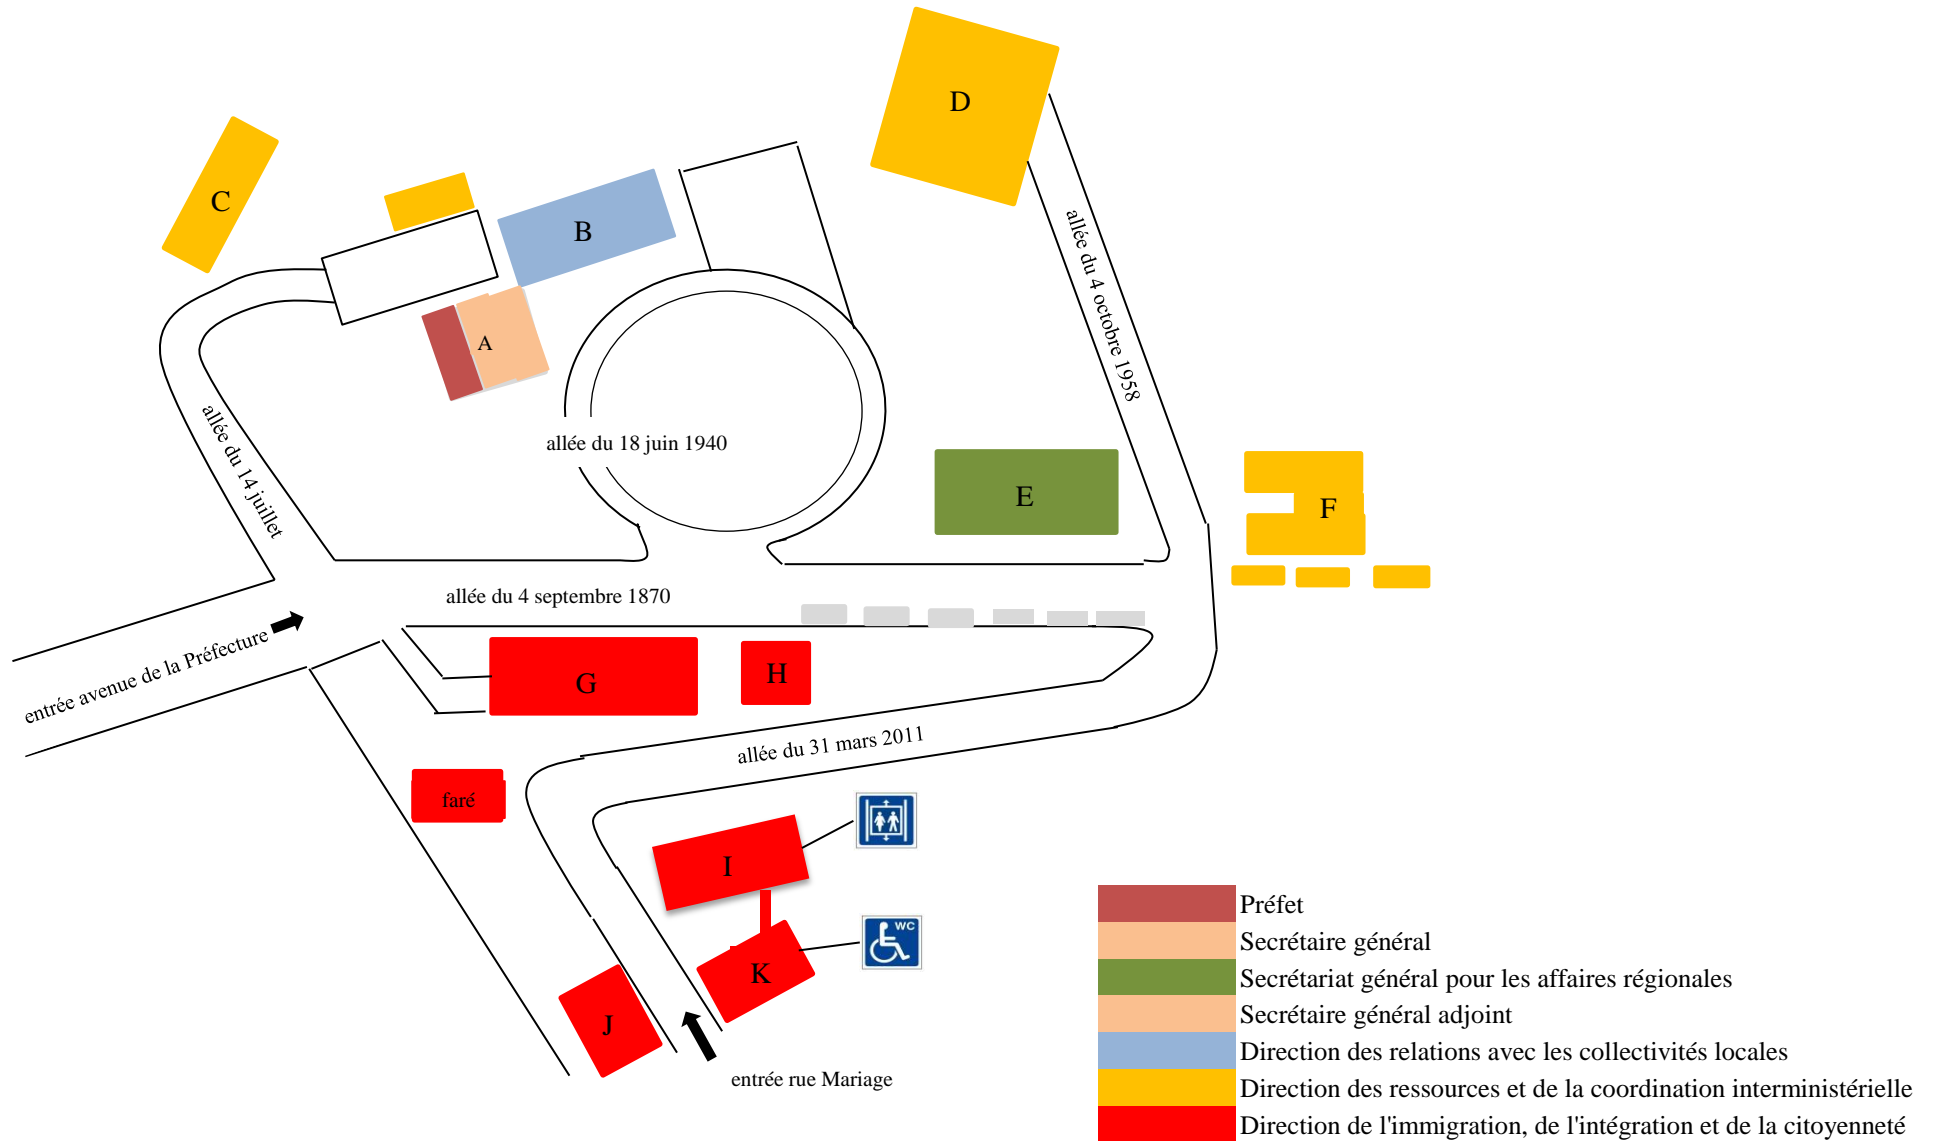 D
C
B
A
allée du 4 octobre 1958
allée du 14 juillet
allée du 18 juin 1940
E
F
allée du 4 septembre 1870
entrée avenue de la Préfecture
G
H
allée du 31 mars 2011
faré
I
WC
K
J
entrée rue Mariage
Préfet
Secrétaire général
Secrétariat général pour les affaires régionales
Secrétaire général adjoint
Direction des relations avec les collectivités locales
Direction des ressources et de la coordination interministérielle
Direction de l'immigration, de l'intégration et de la citoyenneté